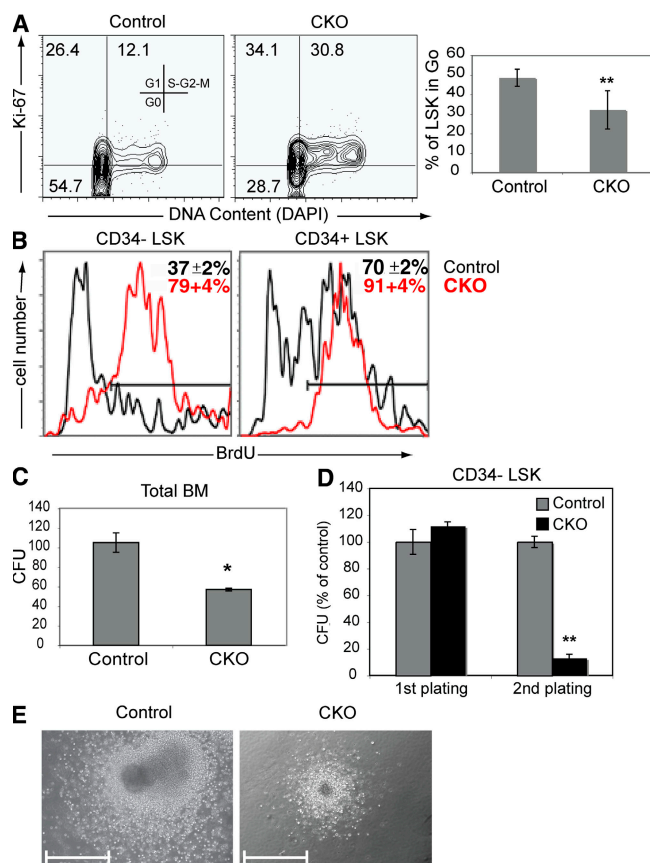 A
Control
CKO
26.4
12.1
34.1
30.8
G1
S-G2-M
G0
54.7
28.7
Ki-67
DNA Content (DAPI)
% of LSK in Go
60
50
40
30
20
10
0
**
Control
CKO
B
CD34- LSK
CD34+ LSK
37 ±2%
79+4%
70 ±2%
91+4%
Control
CKO
cell number
BrdU
C
Total BM
CFU
140
120
100
80
60
40
20
0
*
Control
CKO
D
CD34- LSK
Control
CKO
CFU (% of control)
140
120
100
80
60
40
20
0
**
1st plating
2nd plating
E
Control
CKO